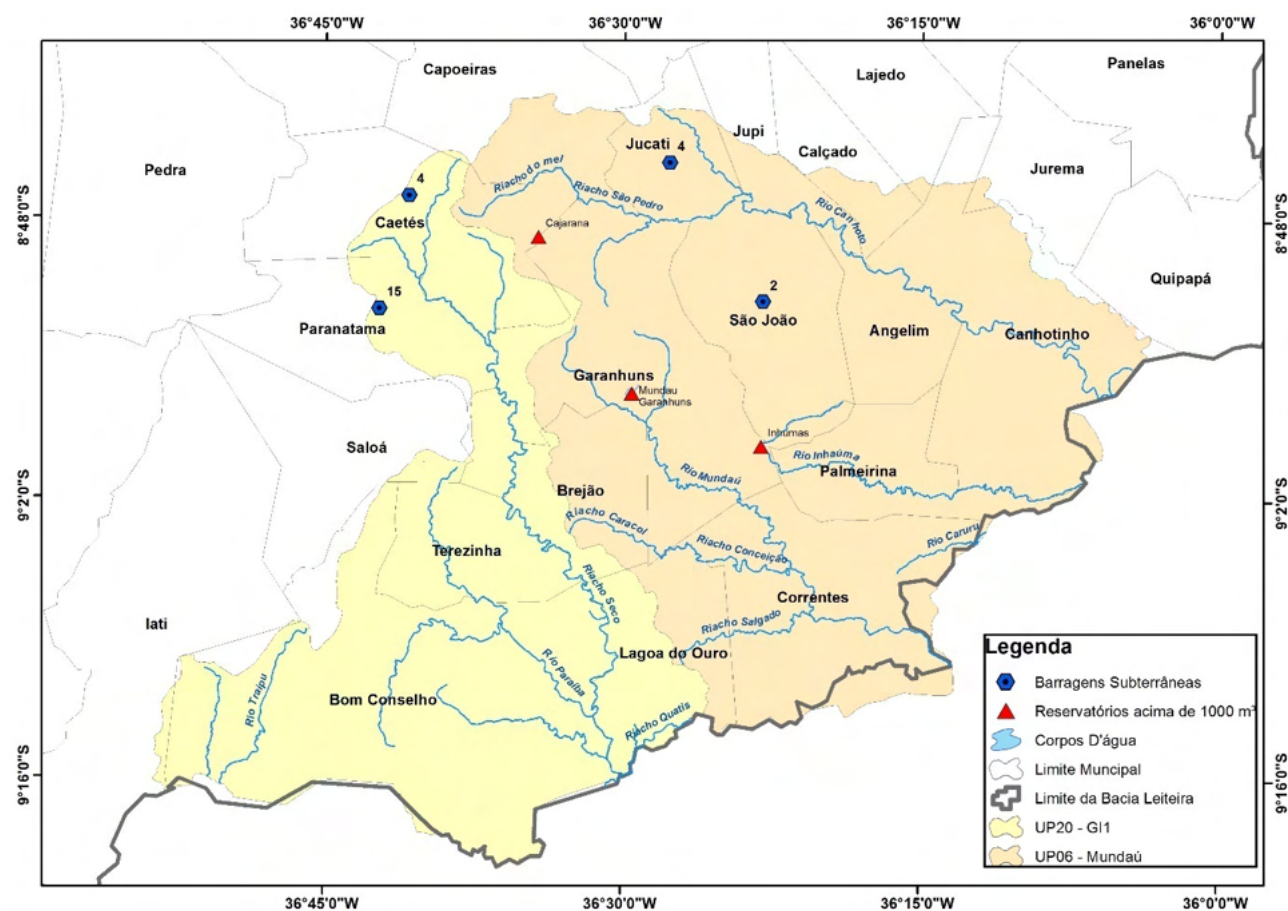 36°45'0"W
36°30'0"W
36°15'0"W
36°0'0"W
Panelas
Capoeiras
Lajedo
Jupi
Jucati
4
Calçado
Pedra
Jurema
Riacho do mel
4
Riacho São Pedro
8°48'0"S
8°48'0"S
Caetés
Cajarana
Rio Canhoto
Quipapá
15
2
Paranatama
São João
Angelim
Canhotinho
Garanhuns
Mundau
Garanhuns
Inhumas
Saloá
Rio Inhaúma
Palmeirina
Rio Mundaú
9°2'0"S
9°2'0"S
Brejão
Riacho Caracol
Rio Caruru
Terezinha
Riacho Conceição
Riacho Seco
Correntes
Iati
Riacho Salgado
Lagoa do Ouro
Rio Paraíba
Rio Traipu
Bom Conselho
Riacho Quatis
9°16'0"S
9°16'0"S
Legenda
Barragens Subterrâneas
Reservatórios acima de 1000 m³
Corpos D'água
Limite Muncipal
Limite da Bacia Leiteira
UP20 - GI1
UP06 - Mundaú
36°45'0"W
36°30'0"W
36°15'0"W
36°0'0"W